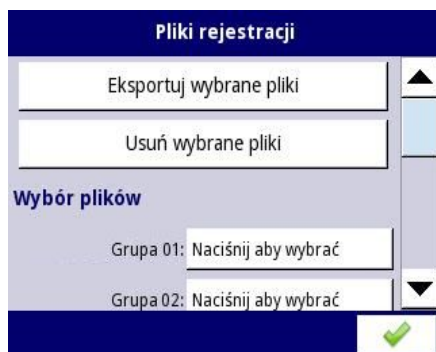 Pliki rejestracji
Eksportuj wybrane pliki
Usuń wybrane pliki
Wybór plików
Grupa 01: Naciśnij aby wybrać
Grupa 02: Naciśnij aby wybrać